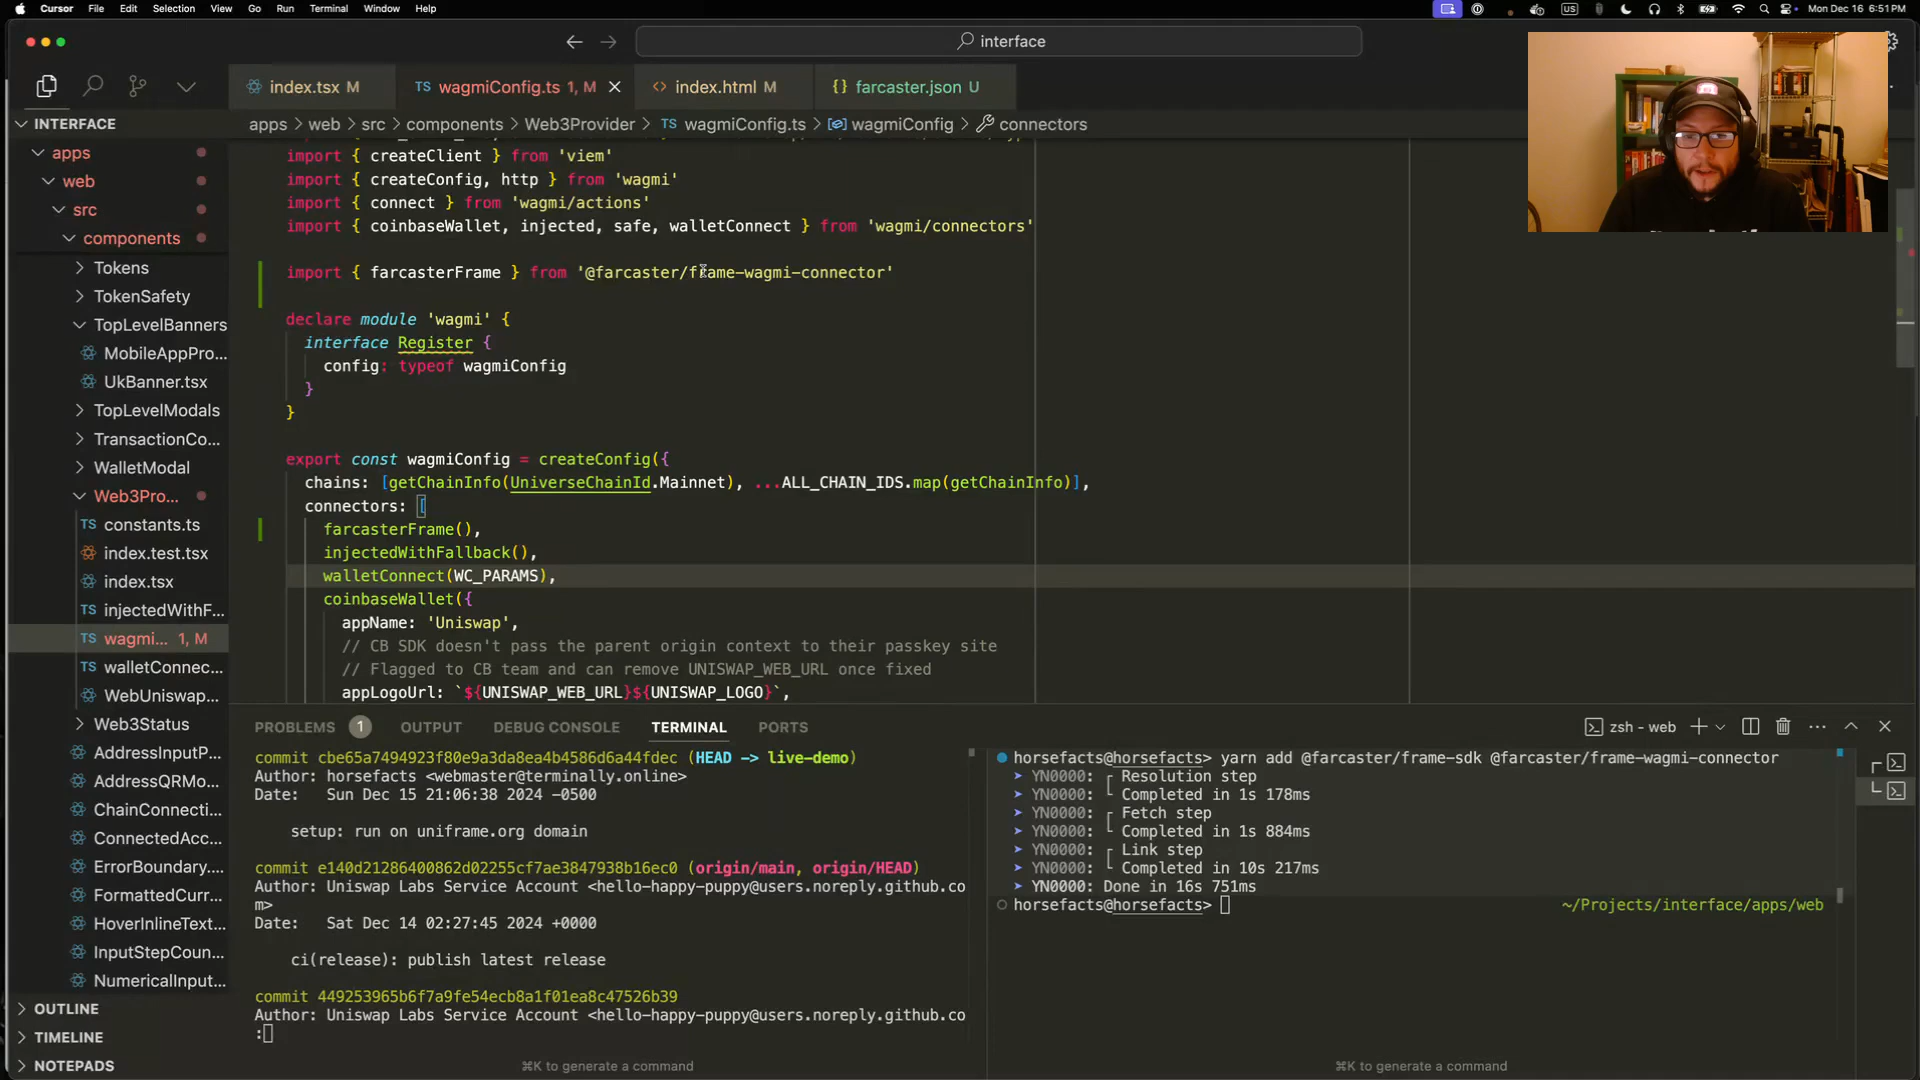 Cursor File Edit Selection View Go Run Terminal Window Help US Mon Dec 16 6:51 PM
interface
index.tsx M wagmiConfig.ts 1, M index.html M farcaster.json U
INTERFACE
apps > web > src > components > Web3Provider > TS wagmiConfig.ts > wagmiConfig > connectors
apps
web
src
components
Tokens
TokenSafety
TopLevelBanners
MobileAppPro...
UkBanner.tsx
TopLevelModals
TransactionCo...
WalletModal
Web3Pro...
TS constants.ts
index.test.tsx
index.tsx
TS injectedWithF...
TS wagmi... 1, M
TS walletConnec...
WebUniswap...
Web3Status
AddressInputP...
AddressQRMo...
ChainConnecti...
ConnectedAcc...
ErrorBoundary....
FormattedCurr...
HoverInlineText...
InputStepCoun...
NumericalInput...
OUTLINE
TIMELINE
NOTEPADS
import { createClient } from 'viem'
import { createConfig, http } from 'wagmi'
import { connect } from 'wagmi/actions'
import { coinbaseWallet, injected, safe, walletConnect } from 'wagmi/connectors'
import { farcasterFrame } from '@farcaster/frame-wagmi-connector'
declare module 'wagmi' {
interface Register {
config: typeof wagmiConfig
}
}
export const wagmiConfig = createConfig({
chains: [getChainInfo(UniverseChainId.Mainnet), ...ALL_CHAIN_IDS.map(getChainInfo)],
connectors: [
farcasterFrame(),
injectedWithFallback(),
walletConnect(WC_PARAMS),
coinbaseWallet({
appName: 'Uniswap',
// CB SDK doesn't pass the parent origin context to their passkey site
// Flagged to CB team and can remove UNISWAP_WEB_URL once fixed
appLogoUrl: `${UNISWAP_WEB_URL}${UNISWAP_LOGO}`,
PROBLEMS 1 OUTPUT DEBUG CONSOLE TERMINAL PORTS zsh - web
commit cbe65a7494923f80e9a3da8ea4b4586d6a44fdec (HEAD -> live-demo)
Author: horsefacts <webmaster@terminally.online>
Date: Sun Dec 15 21:06:38 2024 -0500
setup: run on uniframe.org domain
commit e140d21286400862d02255cf7ae3847938b16ec0 (origin/main, origin/HEAD)
Author: Uniswap Labs Service Account <hello-happy-puppy@users.noreply.github.co
m>
Date: Sat Dec 14 02:27:45 2024 +0000
ci(release): publish latest release
commit 449253965b6f7a9fe54ecb8a1f01ea8c47526b39
Author: Uniswap Labs Service Account <hello-happy-puppy@users.noreply.github.co
:
⌘K to generate a command
horsefacts@horsefacts> yarn add @farcaster/frame-sdk @farcaster/frame-wagmi-connector
➤ YN0000: ┌ Resolution step
➤ YN0000: └ Completed in 1s 178ms
➤ YN0000: ┌ Fetch step
➤ YN0000: └ Completed in 1s 884ms
➤ YN0000: ┌ Link step
➤ YN0000: └ Completed in 10s 217ms
➤ YN0000: Done in 16s 751ms
horsefacts@horsefacts> ~/Projects/interface/apps/web
⌘K to generate a command